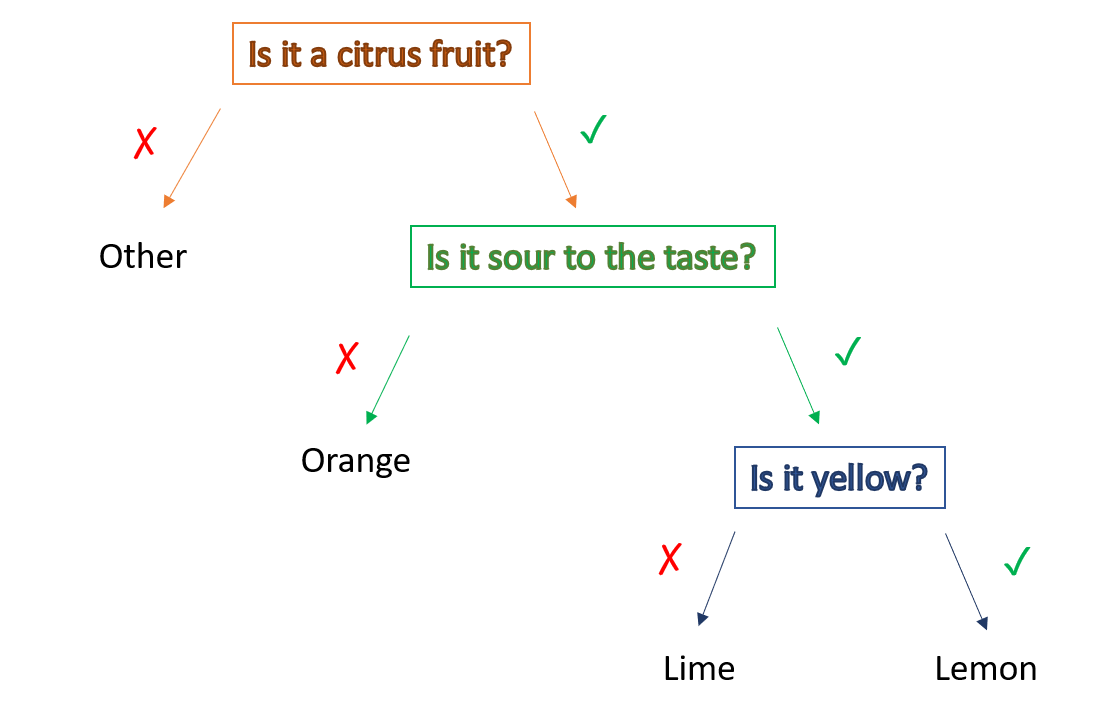 Is it a citrus fruit?
✗
✓
Other
Is it sour to the taste?
✗
✓
Orange
Is it yellow?
✗
✓
Lime
Lemon